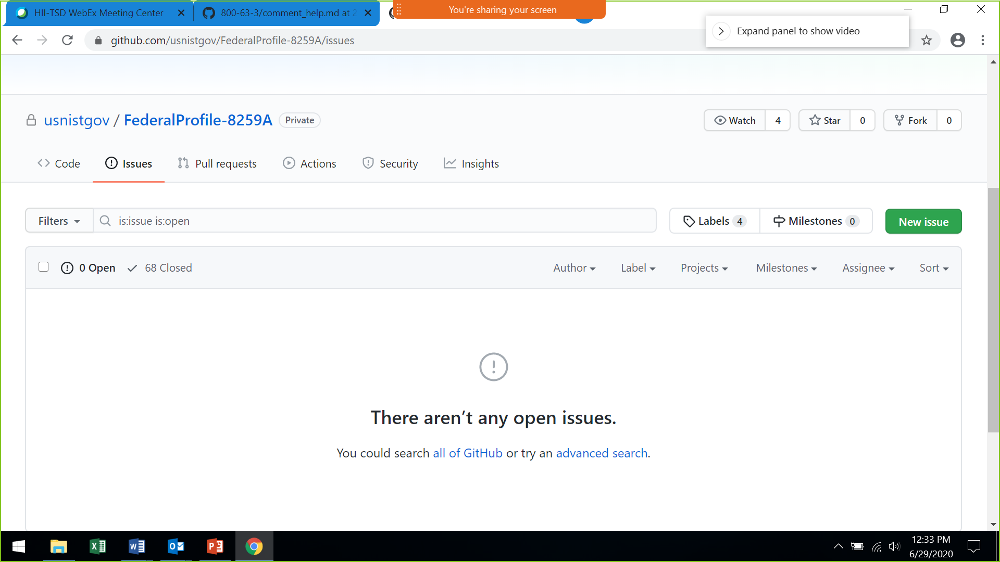 HII-TSD WebEx Meeting Center
800-63-3/comment_help.md at 2
You're sharing your screen
Expand panel to show video
github.com/usnistgov/FederalProfile-8259A/issues
usnistgov / FederalProfile-8259A Private
Watch 4 Star 0 Fork 0
Code Issues Pull requests Actions Security Insights
Filters is:issue is:open Labels 4 Milestones 0 New issue
0 Open 68 Closed Author Label Projects Milestones Assignee Sort
There aren’t any open issues.
You could search all of GitHub or try an advanced search.
12:33 PM
6/29/2020